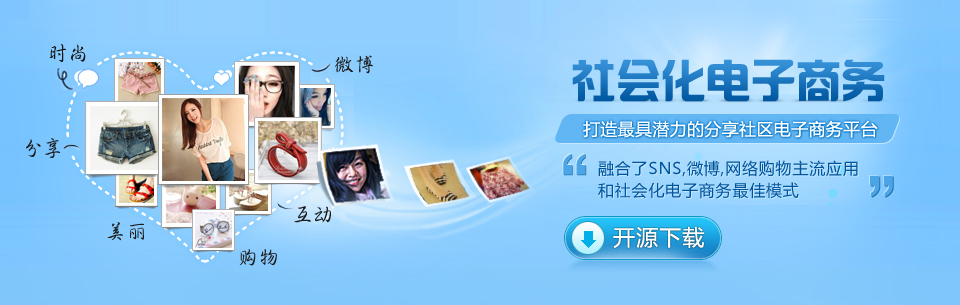 时尚
微博
分享
美丽
互动
购物
社会化电子商务
打造最具潜力的分享社区电子商务平台
“融合了SNS,微博,网络购物主流应用
和社会化电子商务最佳模式”
开源下载